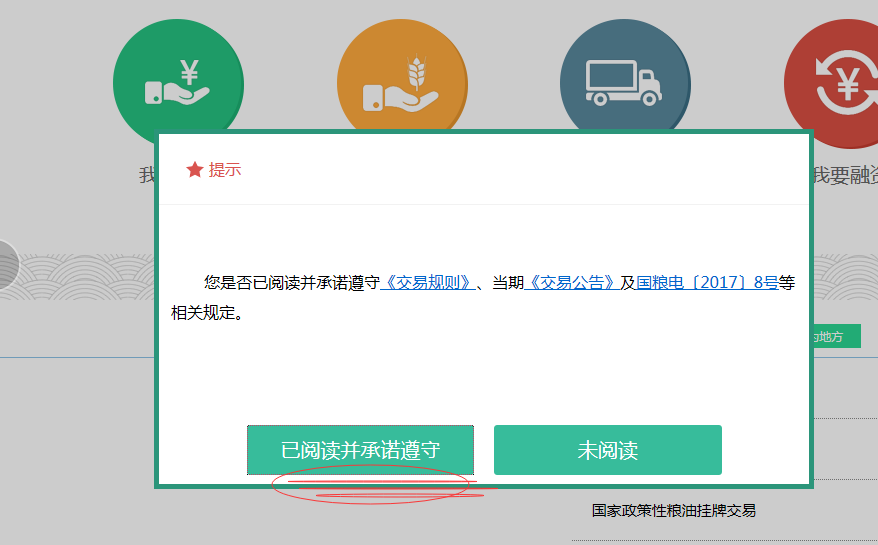 ¥
¥
我
我要融资
提示
您是否已阅读并承诺遵守《交易规则》、当期《交易公告》及国粮电〔2017〕8号等
相关规定。
地方
已阅读并承诺遵守
未阅读
国家政策性粮油挂牌交易